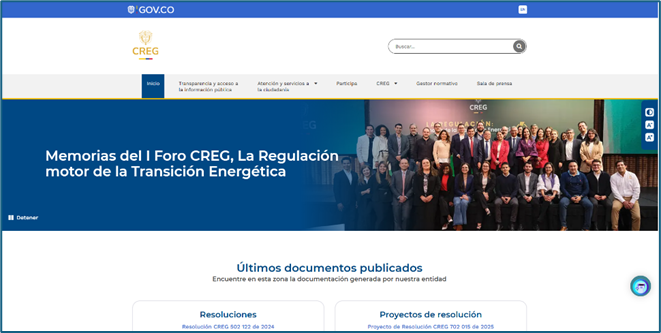 GOV.CO
CREG
Buscar...
Inicio
Transparencia y acceso a
la información pública
Atención y servicios a
la ciudadanía
Participa
CREG
Gestor normativo
Sala de prensa
CREG
LA REGULACIÓN:
Memorias del I Foro CREG, La Regulación
motor de la Transición Energética
Detener
Últimos documentos publicados
Encuentre en esta zona la documentación generada por nuestra entidad
Resoluciones
Resolución CREG 502 122 de 2024
Proyectos de resolución
Proyecto de Resolución CREG 702 015 de 2025